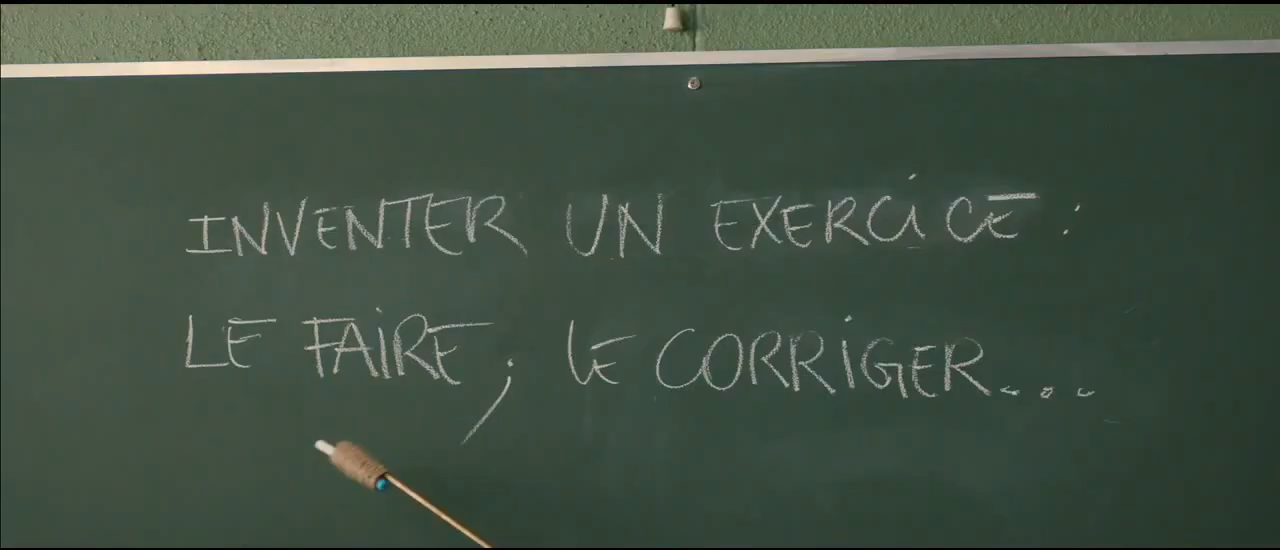 INVENTER UN EXERCICE :
LE FAIRE ; LE CORRIGER...